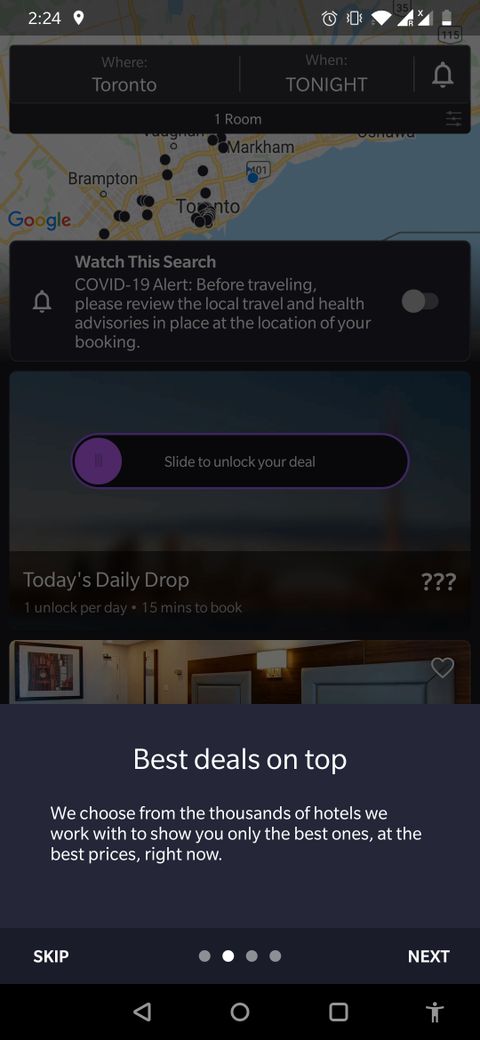 2:24
R
X
35
115
Where:
Toronto
When:
TONIGHT
1 Room
Vaughan
Markham
Oshawa
401
Brampton
Toronto
Google
Watch This Search
COVID-19 Alert: Before traveling,
please review the local travel and health
advisories in place at the location of your
booking.
Slide to unlock your deal
Today's Daily Drop
???
1 unlock per day • 15 mins to book
Best deals on top
We choose from the thousands of hotels we
work with to show you only the best ones, at the
best prices, right now.
SKIP
NEXT